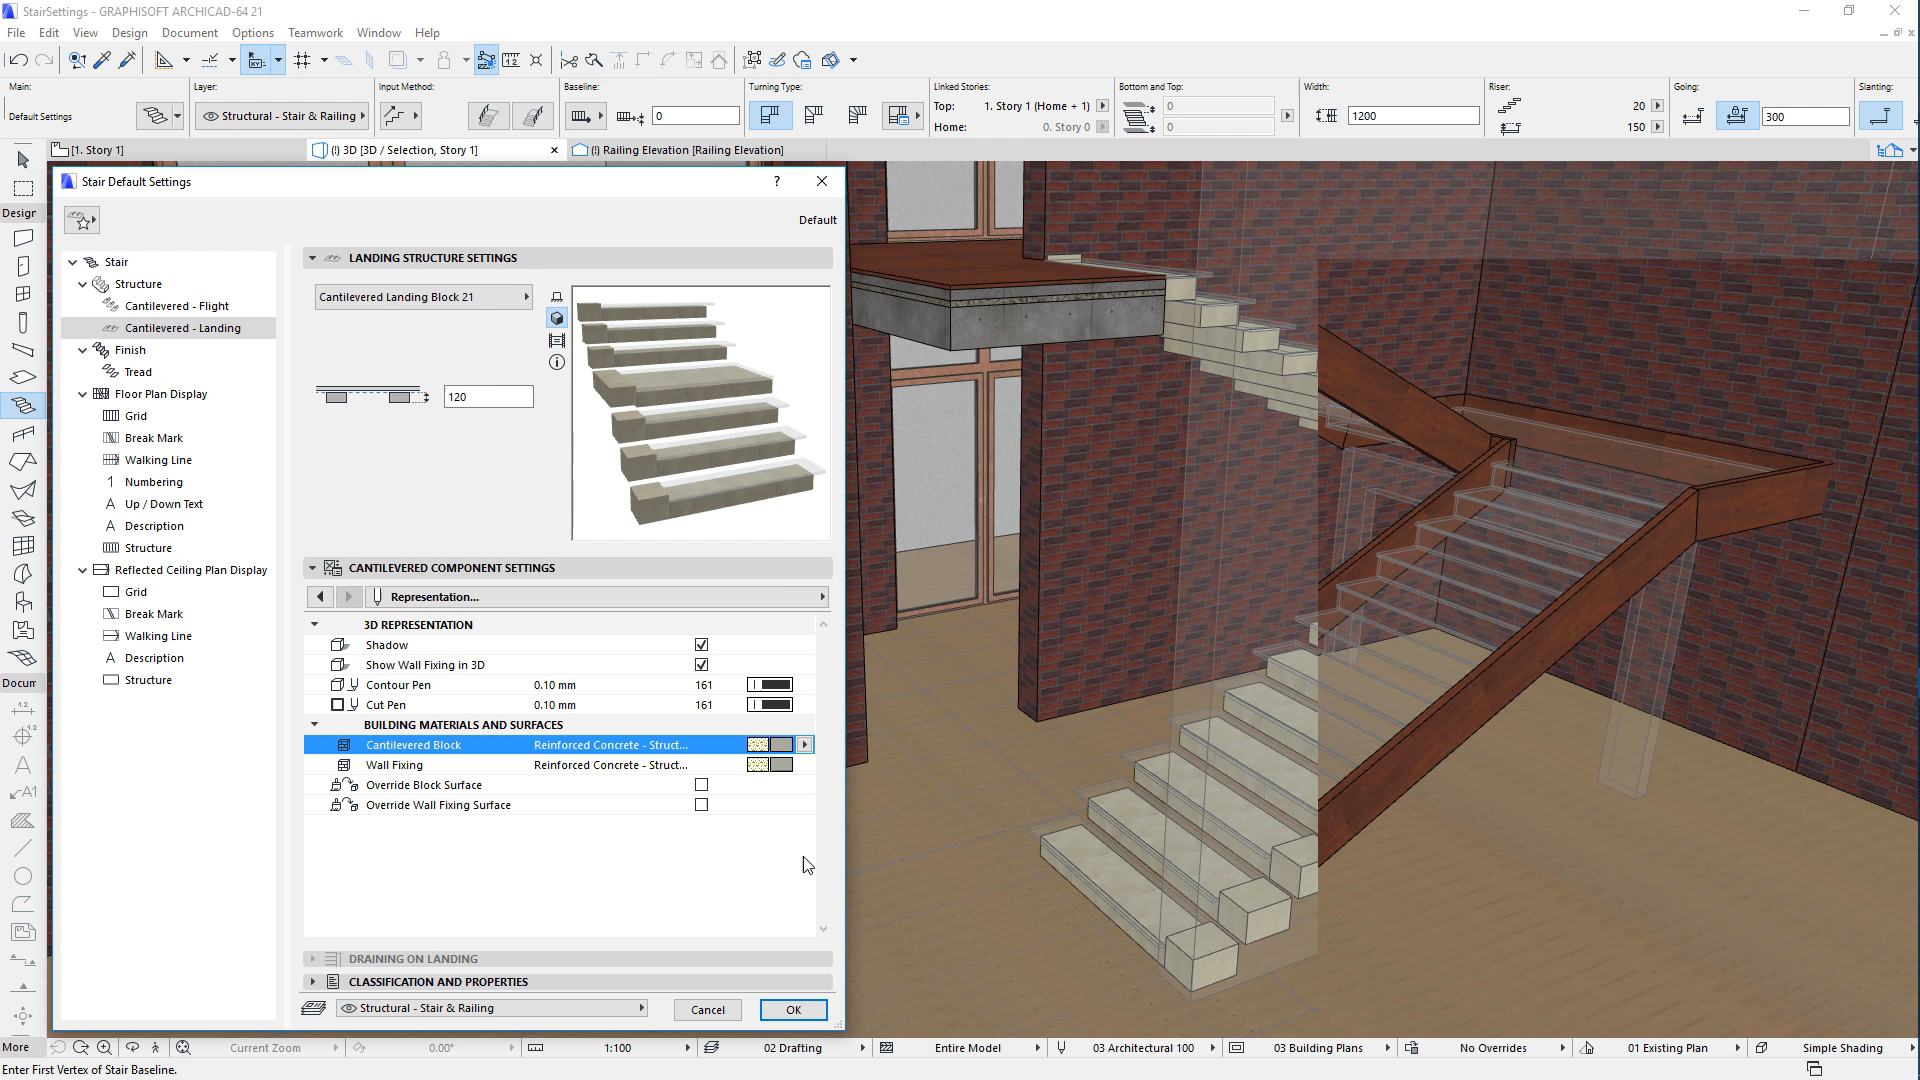 StairSettings - GRAPHISOFT ARCHICAD-64 21
File Edit View Design Document Options Teamwork Window Help
Main: Layer: Input Method: Baseline: Turning Type: Linked Stories: Bottom and Top: Width: Riser: Going: Slanting:
Default Settings
Structural - Stair & Railing
0
Top: 1. Story 1 (Home + 1)
Home: 0. Story 0
0
0
1200
20
150
300
[1. Story 1]
(!) 3D [3D / Selection, Story 1]
(!) Railing Elevation [Railing Elevation]
Stair Default Settings
?
Default
Design
Docum
More
Stair
Structure
Cantilevered - Flight
Cantilevered - Landing
Finish
Tread
Floor Plan Display
Grid
Break Mark
Walking Line
1 Numbering
A Up / Down Text
A Description
Structure
Reflected Ceiling Plan Display
Grid
Break Mark
Walking Line
A Description
Structure
LANDING STRUCTURE SETTINGS
Cantilevered Landing Block 21
120
CANTILEVERED COMPONENT SETTINGS
Representation...
3D REPRESENTATION
Shadow
Show Wall Fixing in 3D
Contour Pen 0.10 mm 161
Cut Pen 0.10 mm 161
BUILDING MATERIALS AND SURFACES
Cantilevered Block Reinforced Concrete - Struct...
Wall Fixing Reinforced Concrete - Struct...
Override Block Surface
Override Wall Fixing Surface
DRAINING ON LANDING
CLASSIFICATION AND PROPERTIES
Structural - Stair & Railing
Cancel
OK
Current Zoom 0.00° 1:100 02 Drafting Entire Model 03 Architectural 100 03 Building Plans No Overrides 01 Existing Plan Simple Shading
Enter First Vertex of Stair Baseline.